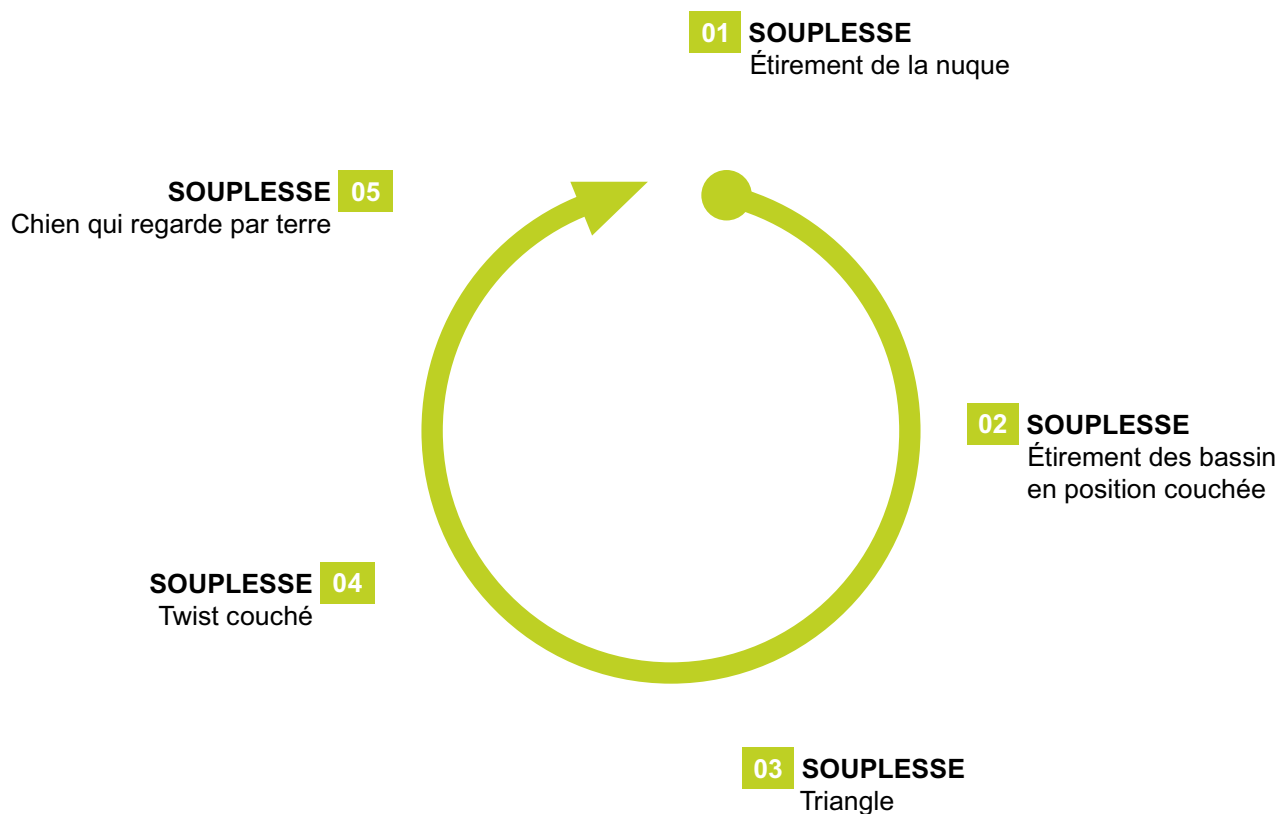 01 SOUPLESSE
Étirement de la nuque
02 SOUPLESSE
Étirement des bassin
en position couchée
03 SOUPLESSE
Triangle
SOUPLESSE 04
Twist couché
SOUPLESSE 05
Chien qui regarde par terre